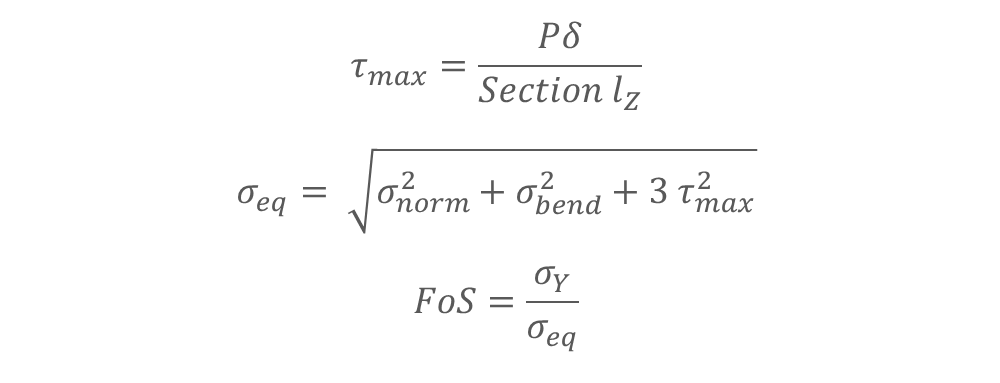 τ_max = Pδ / Section l_Z
σ_eq = √(σ²_norm + σ²_bend + 3 τ²_max)
FoS = σ_Y / σ_eq